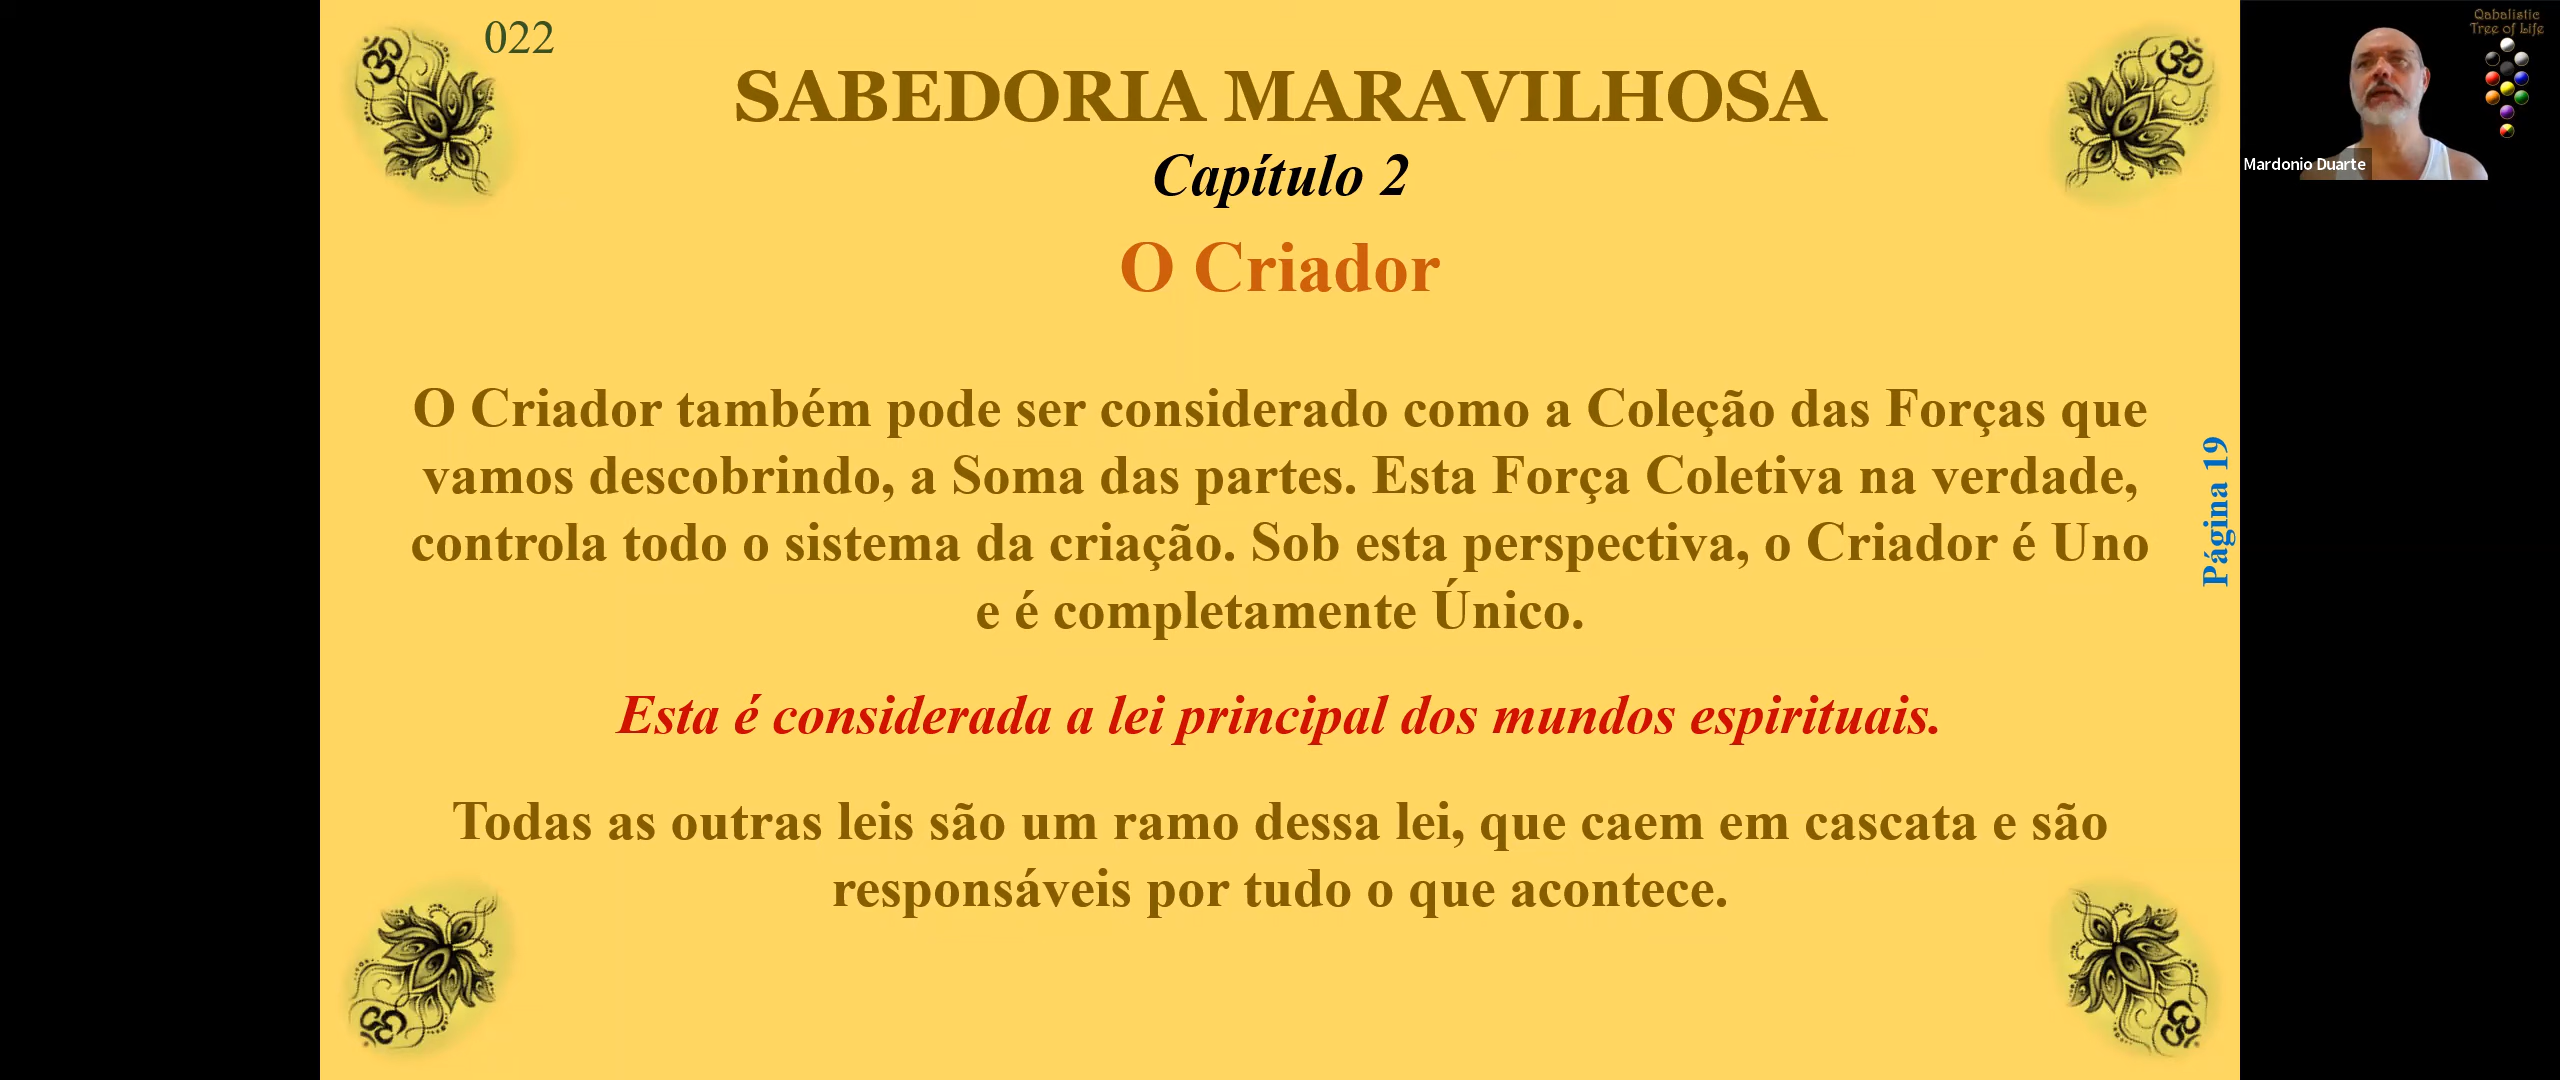 022
SABEDORIA MARAVILHOSA
Capítulo 2
O Criador
O Criador também pode ser considerado como a Coleção das Forças que
vamos descobrindo, a Soma das partes. Esta Força Coletiva na verdade,
controla todo o sistema da criação. Sob esta perspectiva, o Criador é Uno
e é completamente Único.
Esta é considerada a lei principal dos mundos espirituais.
Todas as outras leis são um ramo dessa lei, que caem em cascata e são
responsáveis por tudo o que acontece.
Página 19
Qabalistic
Tree of Life
Mardonio Duarte
ॐ
ॐ
ॐ
ॐ